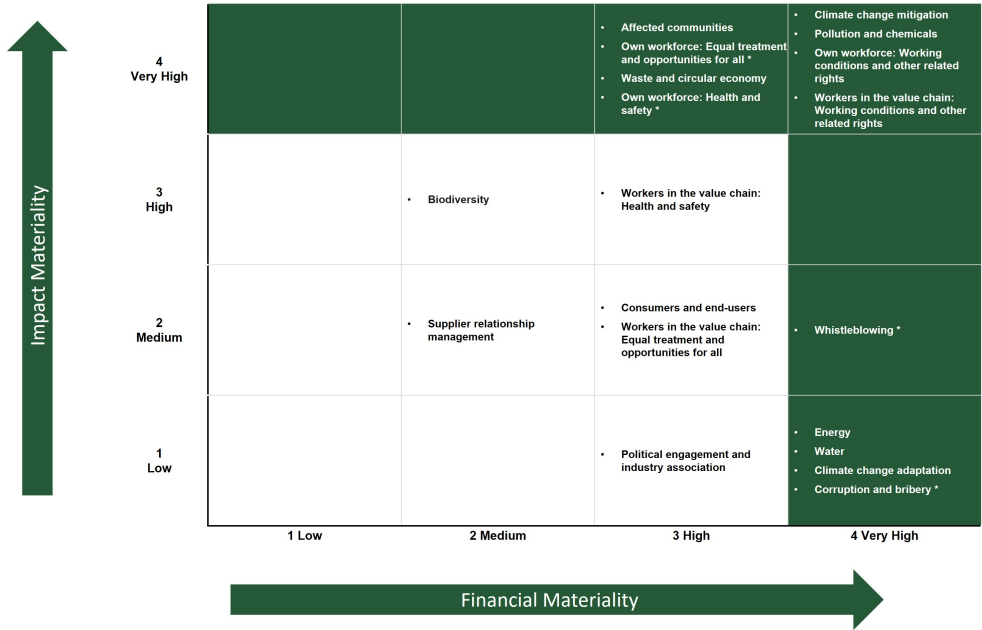 Impact Materiality
4
Very High
• Affected communities
• Own workforce: Equal treatment
and opportunities for all *
• Waste and circular economy
• Own workforce: Health and
safety *
• Climate change mitigation
• Pollution and chemicals
• Own workforce: Working
conditions and other related
rights
• Workers in the value chain:
Working conditions and other
related rights
3
High
• Biodiversity
• Workers in the value chain:
Health and safety
2
Medium
• Supplier relationship
management
• Consumers and end-users
• Workers in the value chain:
Equal treatment and
opportunities for all
• Whistleblowing *
1
Low
• Political engagement and
industry association
• Energy
• Water
• Climate change adaptation
• Corruption and bribery *
1 Low
2 Medium
3 High
4 Very High
Financial Materiality